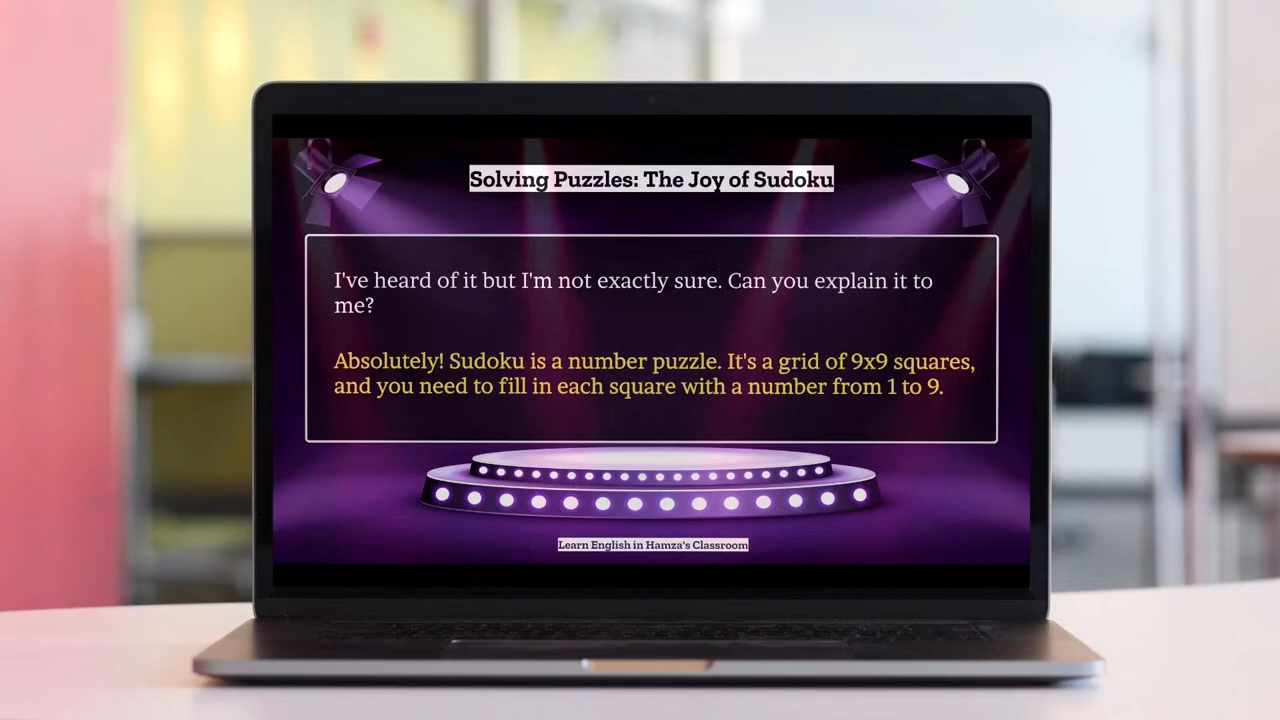 Solving Puzzles: The Joy of Sudoku
I've heard of it but I'm not exactly sure. Can you explain it to
me?
Absolutely! Sudoku is a number puzzle. It's a grid of 9x9 squares,
and you need to fill in each square with a number from 1 to 9.
Learn English in Hamza's Classroom